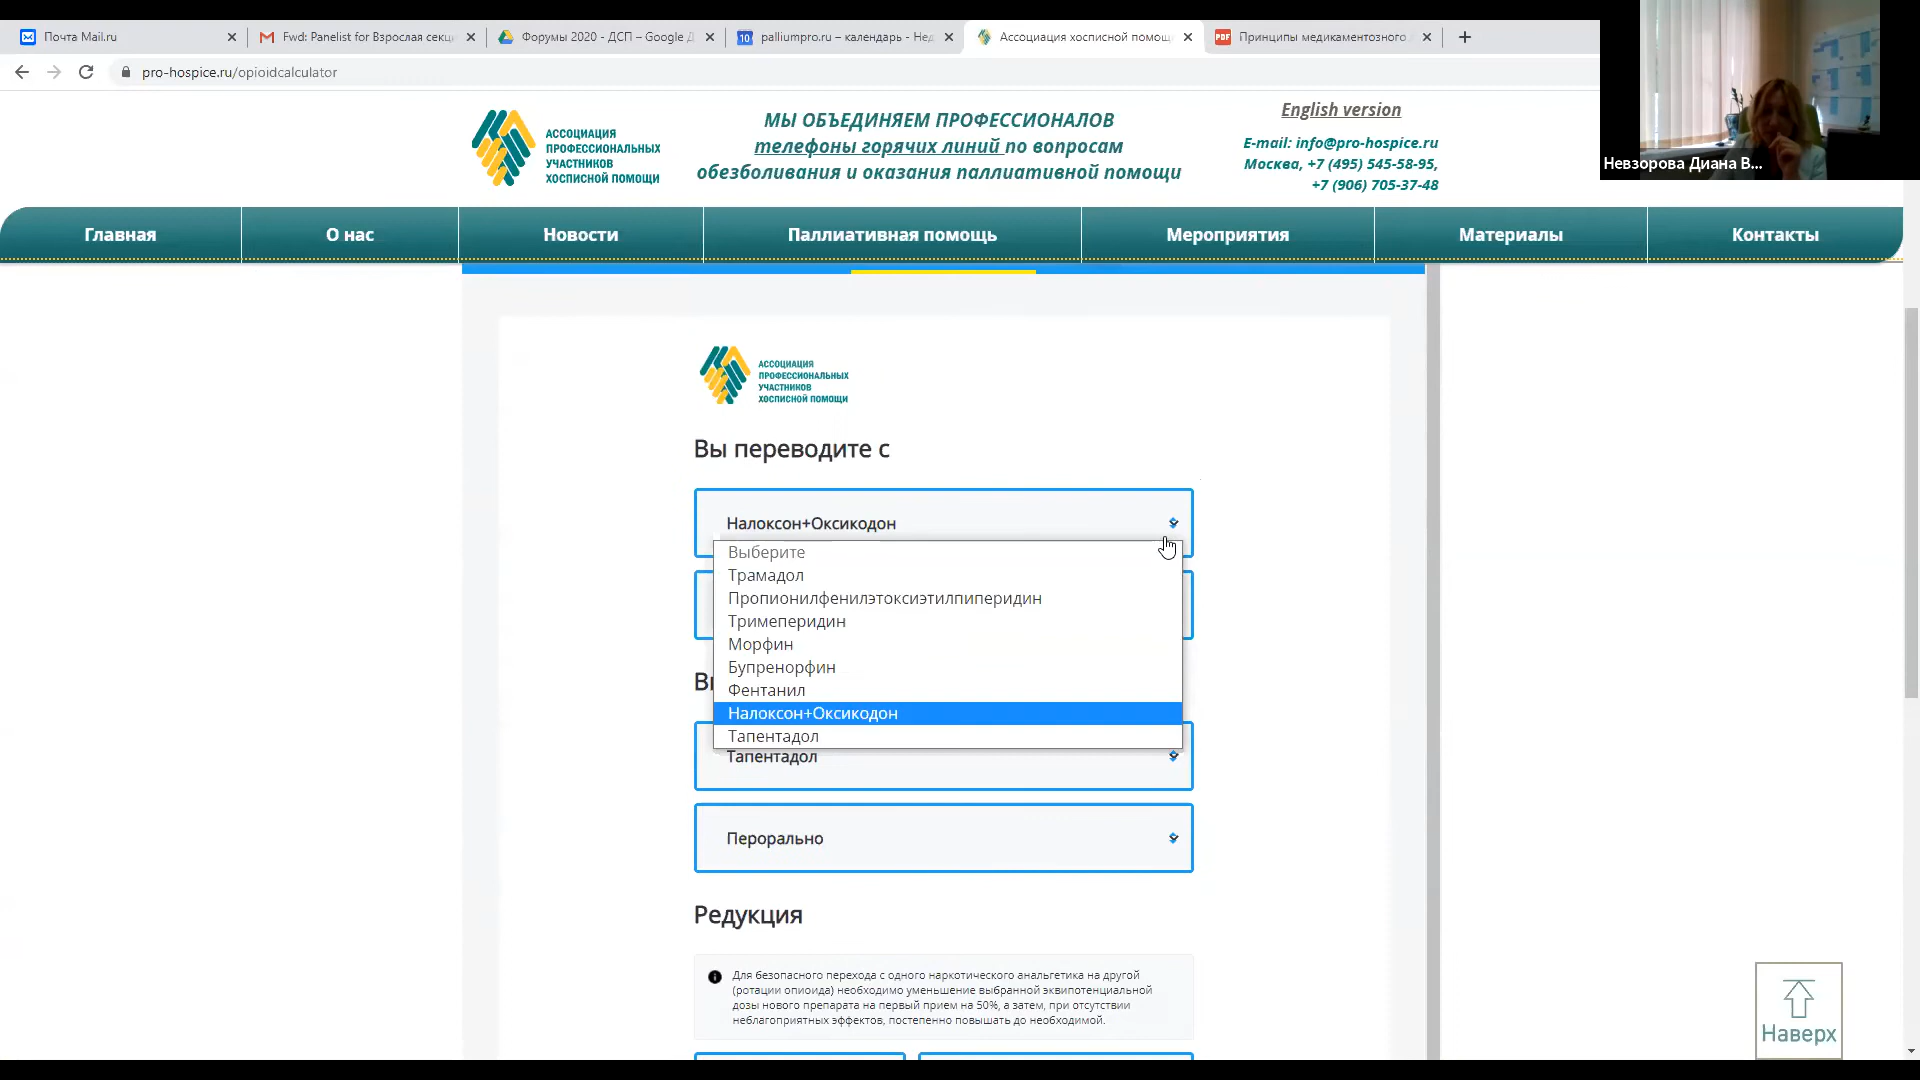 Почта Mail.ru
Fwd: Panelist for Взрослая секци
Форумы 2020 - ДСП – Google Д
10
palliumpro.ru – календарь - Нед
Ассоциация хосписной помощ
PDF
Принципы медикаментозного л
pro-hospice.ru/opioidcalculator
АССОЦИАЦИЯ
ПРОФЕССИОНАЛЬНЫХ
УЧАСТНИКОВ
ХОСПИСНОЙ ПОМОЩИ
МЫ ОБЪЕДИНЯЕМ ПРОФЕССИОНАЛОВ
телефоны горячих линий по вопросам
обезболивания и оказания паллиативной помощи
English version
E-mail: info@pro-hospice.ru
Москва, +7 (495) 545-58-95,
+7 (906) 705-37-48
Невзорова Диана В...
Главная
О нас
Новости
Паллиативная помощь
Мероприятия
Материалы
Контакты
АССОЦИАЦИЯ
ПРОФЕССИОНАЛЬНЫХ
УЧАСТНИКОВ
ХОСПИСНОЙ ПОМОЩИ
Вы переводите с
Налоксон+Оксикодон
Выберите
Трамадол
Пропионилфенилэтоксиэтилпиперидин
Тримеперидин
Морфин
Бупренорфин
Фентанил
Налоксон+Оксикодон
Тапентадол
Тапентадол
Перорально
Редукция
Для безопасного перехода с одного наркотического анальгетика на другой
(ротации опиоида) необходимо уменьшение выбранной эквипотенциальной
дозы нового препарата на первый прием на 50%, а затем, при отсутствии
неблагоприятных эффектов, постепенно повышать до необходимой.
Наверх